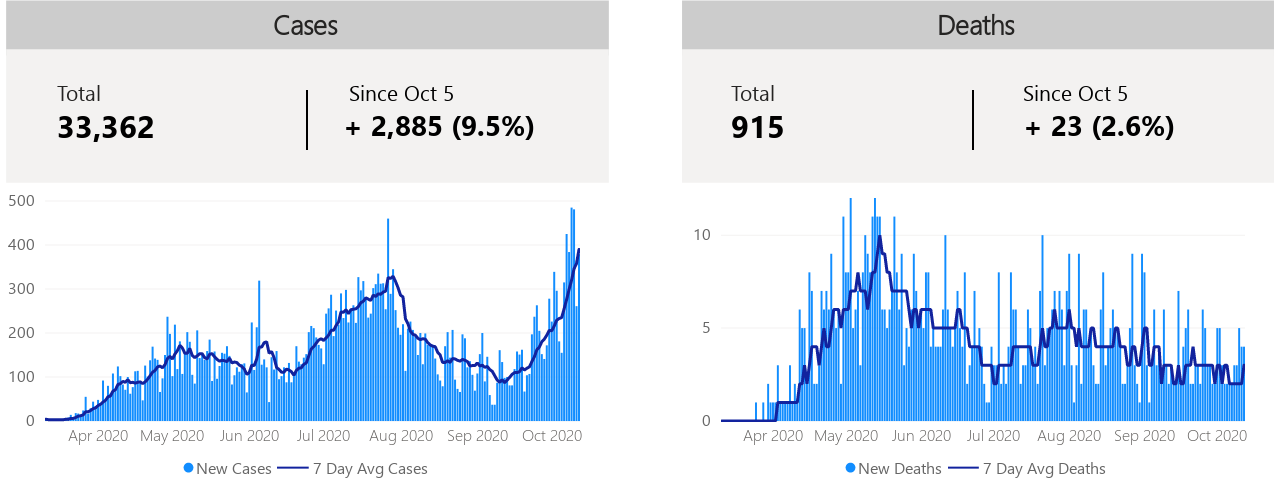 Cases
Total
Since Oct 5
33,362
+ 2,885 (9.5%)
500
400
300
200
100
0
Apr 2020 May 2020 Jun 2020 Jul 2020 Aug 2020 Sep 2020 Oct 2020
New Cases 7 Day Avg Cases
Deaths
Total
Since Oct 5
915
+ 23 (2.6%)
10
5
0
Apr 2020 May 2020 Jun 2020 Jul 2020 Aug 2020 Sep 2020 Oct 2020
New Deaths 7 Day Avg Deaths